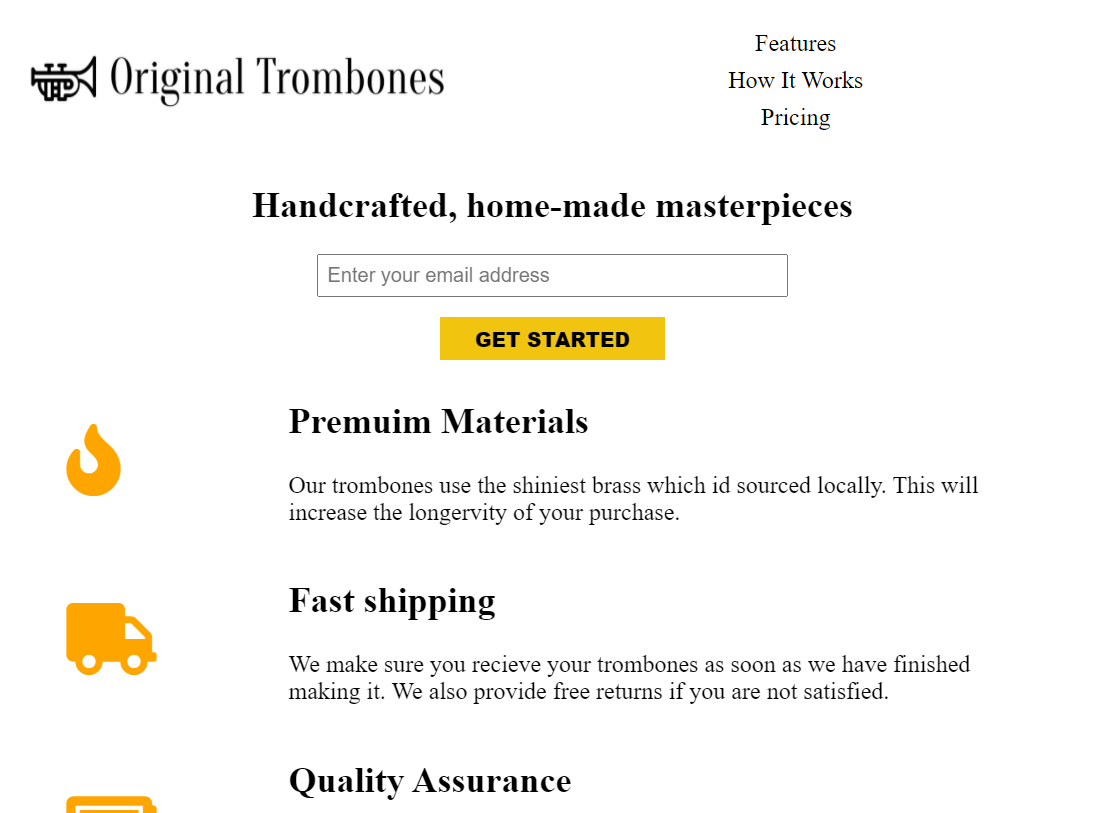 Original Trombones
Features
How It Works
Pricing
Handcrafted, home-made masterpieces
Enter your email address
GET STARTED
Premuim Materials
Our trombones use the shiniest brass which id sourced locally. This will
increase the longervity of your purchase.
Fast shipping
We make sure you recieve your trombones as soon as we have finished
making it. We also provide free returns if you are not satisfied.
Quality Assurance